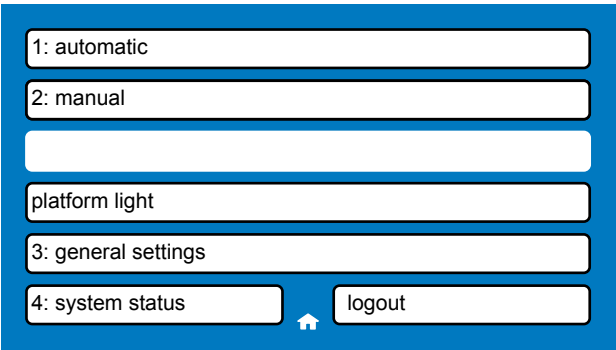 1: automatic
2: manual
platform light
3: general settings
4: system status
logout